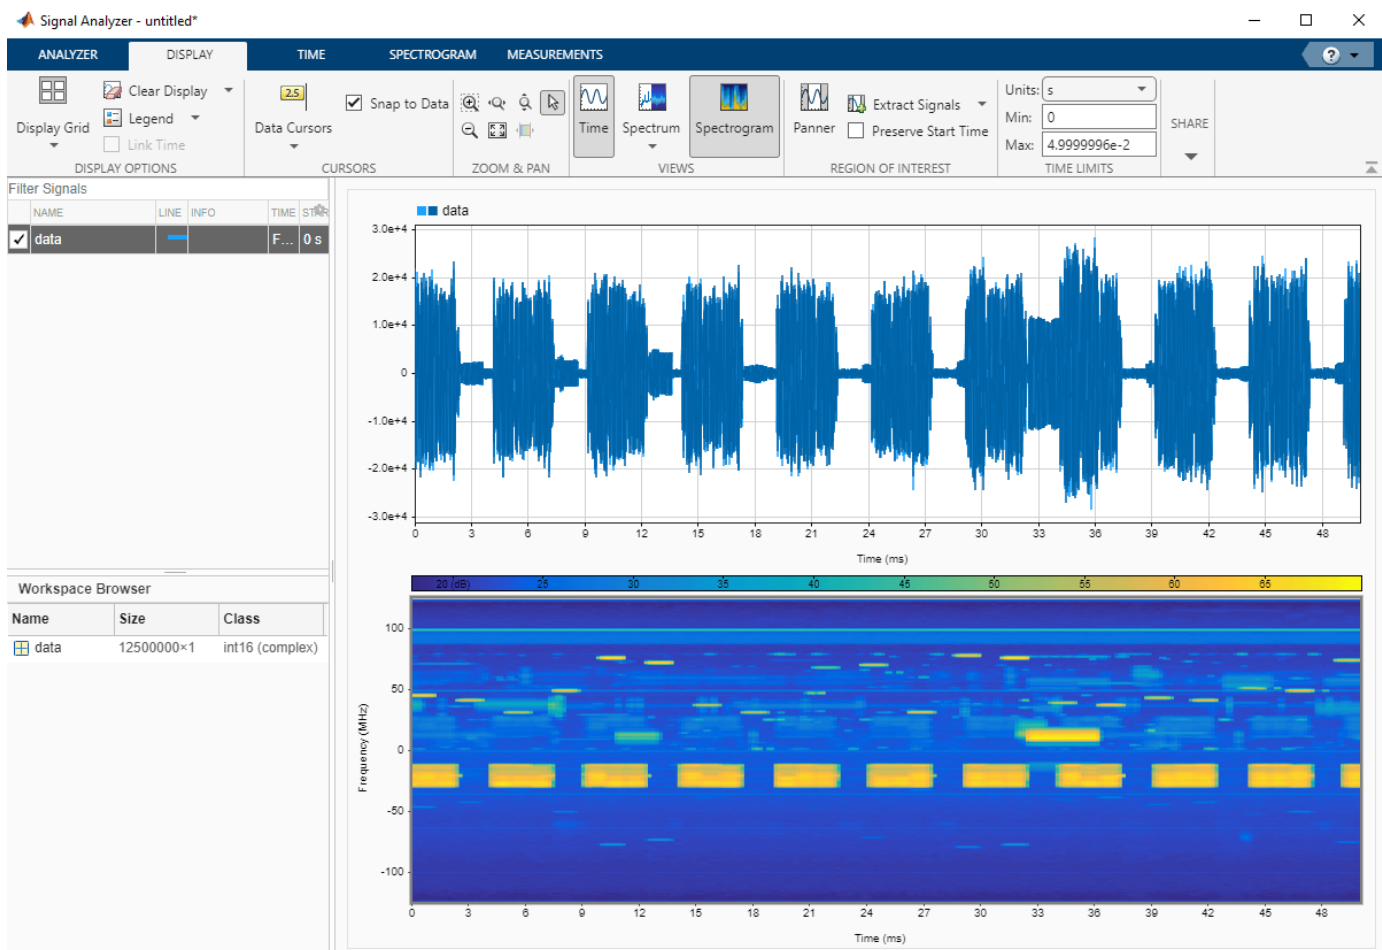 Signal Analyzer - untitled*
ANALYZER DISPLAY TIME SPECTROGRAM MEASUREMENTS ?
Display Grid
Clear Display
Legend
Link Time
DISPLAY OPTIONS
2.5
Data Cursors
Snap to Data
CURSORS
ZOOM & PAN
Time
Spectrum
Spectrogram
VIEWS
Panner
Extract Signals
Preserve Start Time
REGION OF INTEREST
Units: s
Min: 0
Max: 4.9999996e-2
TIME LIMITS
SHARE
Filter Signals
NAME LINE INFO TIME
data F... 0 s
Workspace Browser
Name Size Class
data 12500000×1 int16 (complex)
data
3.0e+4
2.0e+4
1.0e+4
0
-1.0e+4
-2.0e+4
-3.0e+4
0 3 6 9 12 15 18 21 24 27 30 33 36 39 42 45 48
Time (ms)
20 (dB) 25 30 35 40 45 50 55 60 65
Frequency (MHz)
100
50
0
-50
-100
0 3 6 9 12 15 18 21 24 27 30 33 36 39 42 45 48
Time (ms)